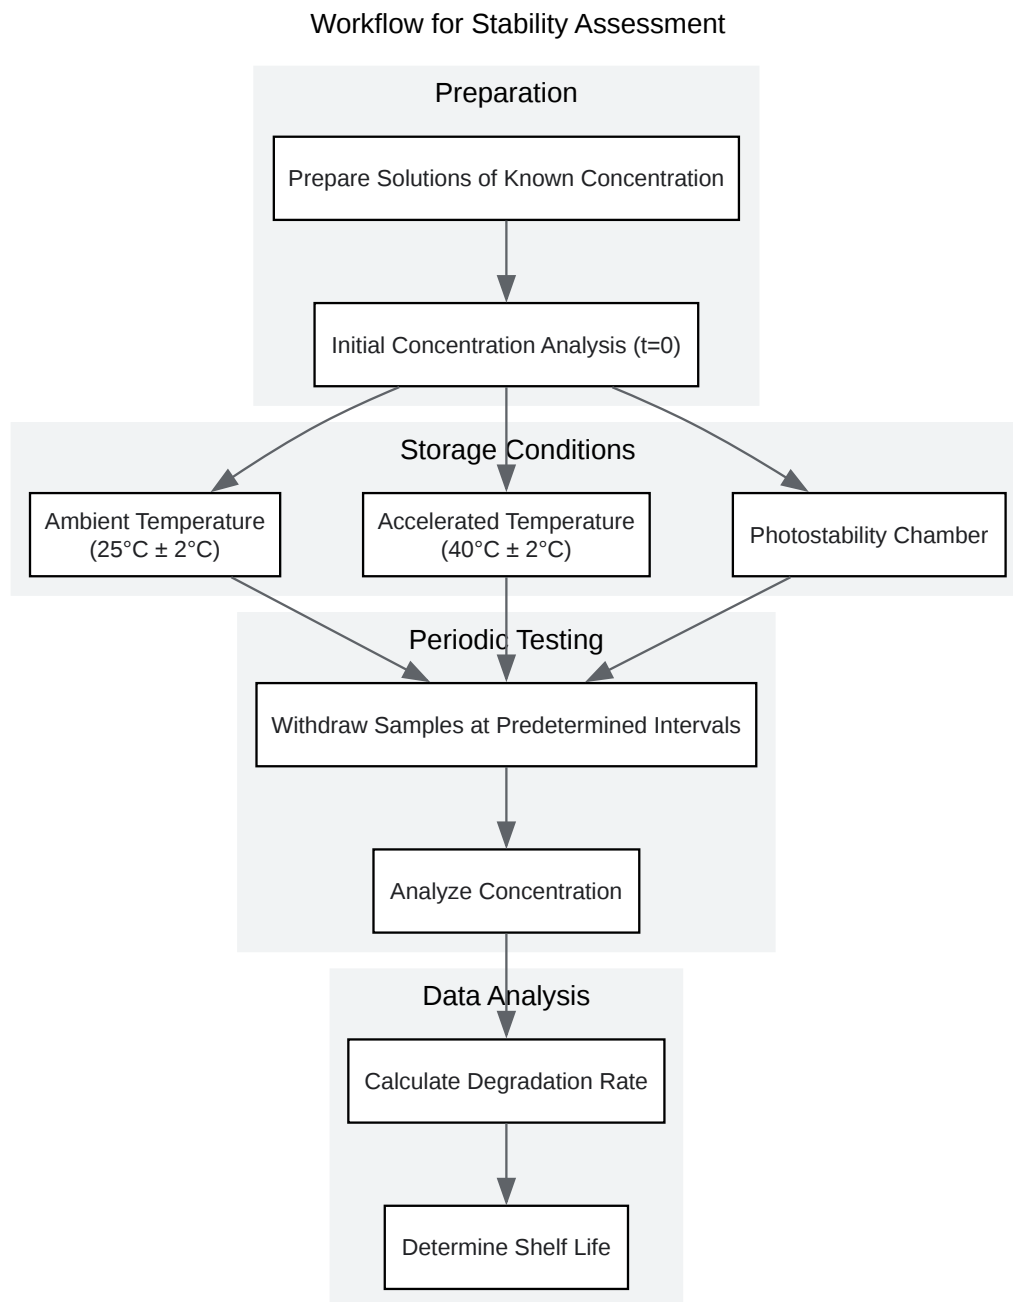 Workflow for Stability Assessment
Preparation
Prepare Solutions of Known Concentration
Initial Concentration Analysis (t=0)
Storage Conditions
Ambient Temperature
(25°C ± 2°C)
Accelerated Temperature
(40°C ± 2°C)
Photostability Chamber
Periodic Testing
Withdraw Samples at Predetermined Intervals
Analyze Concentration
Data Analysis
Calculate Degradation Rate
Determine Shelf Life